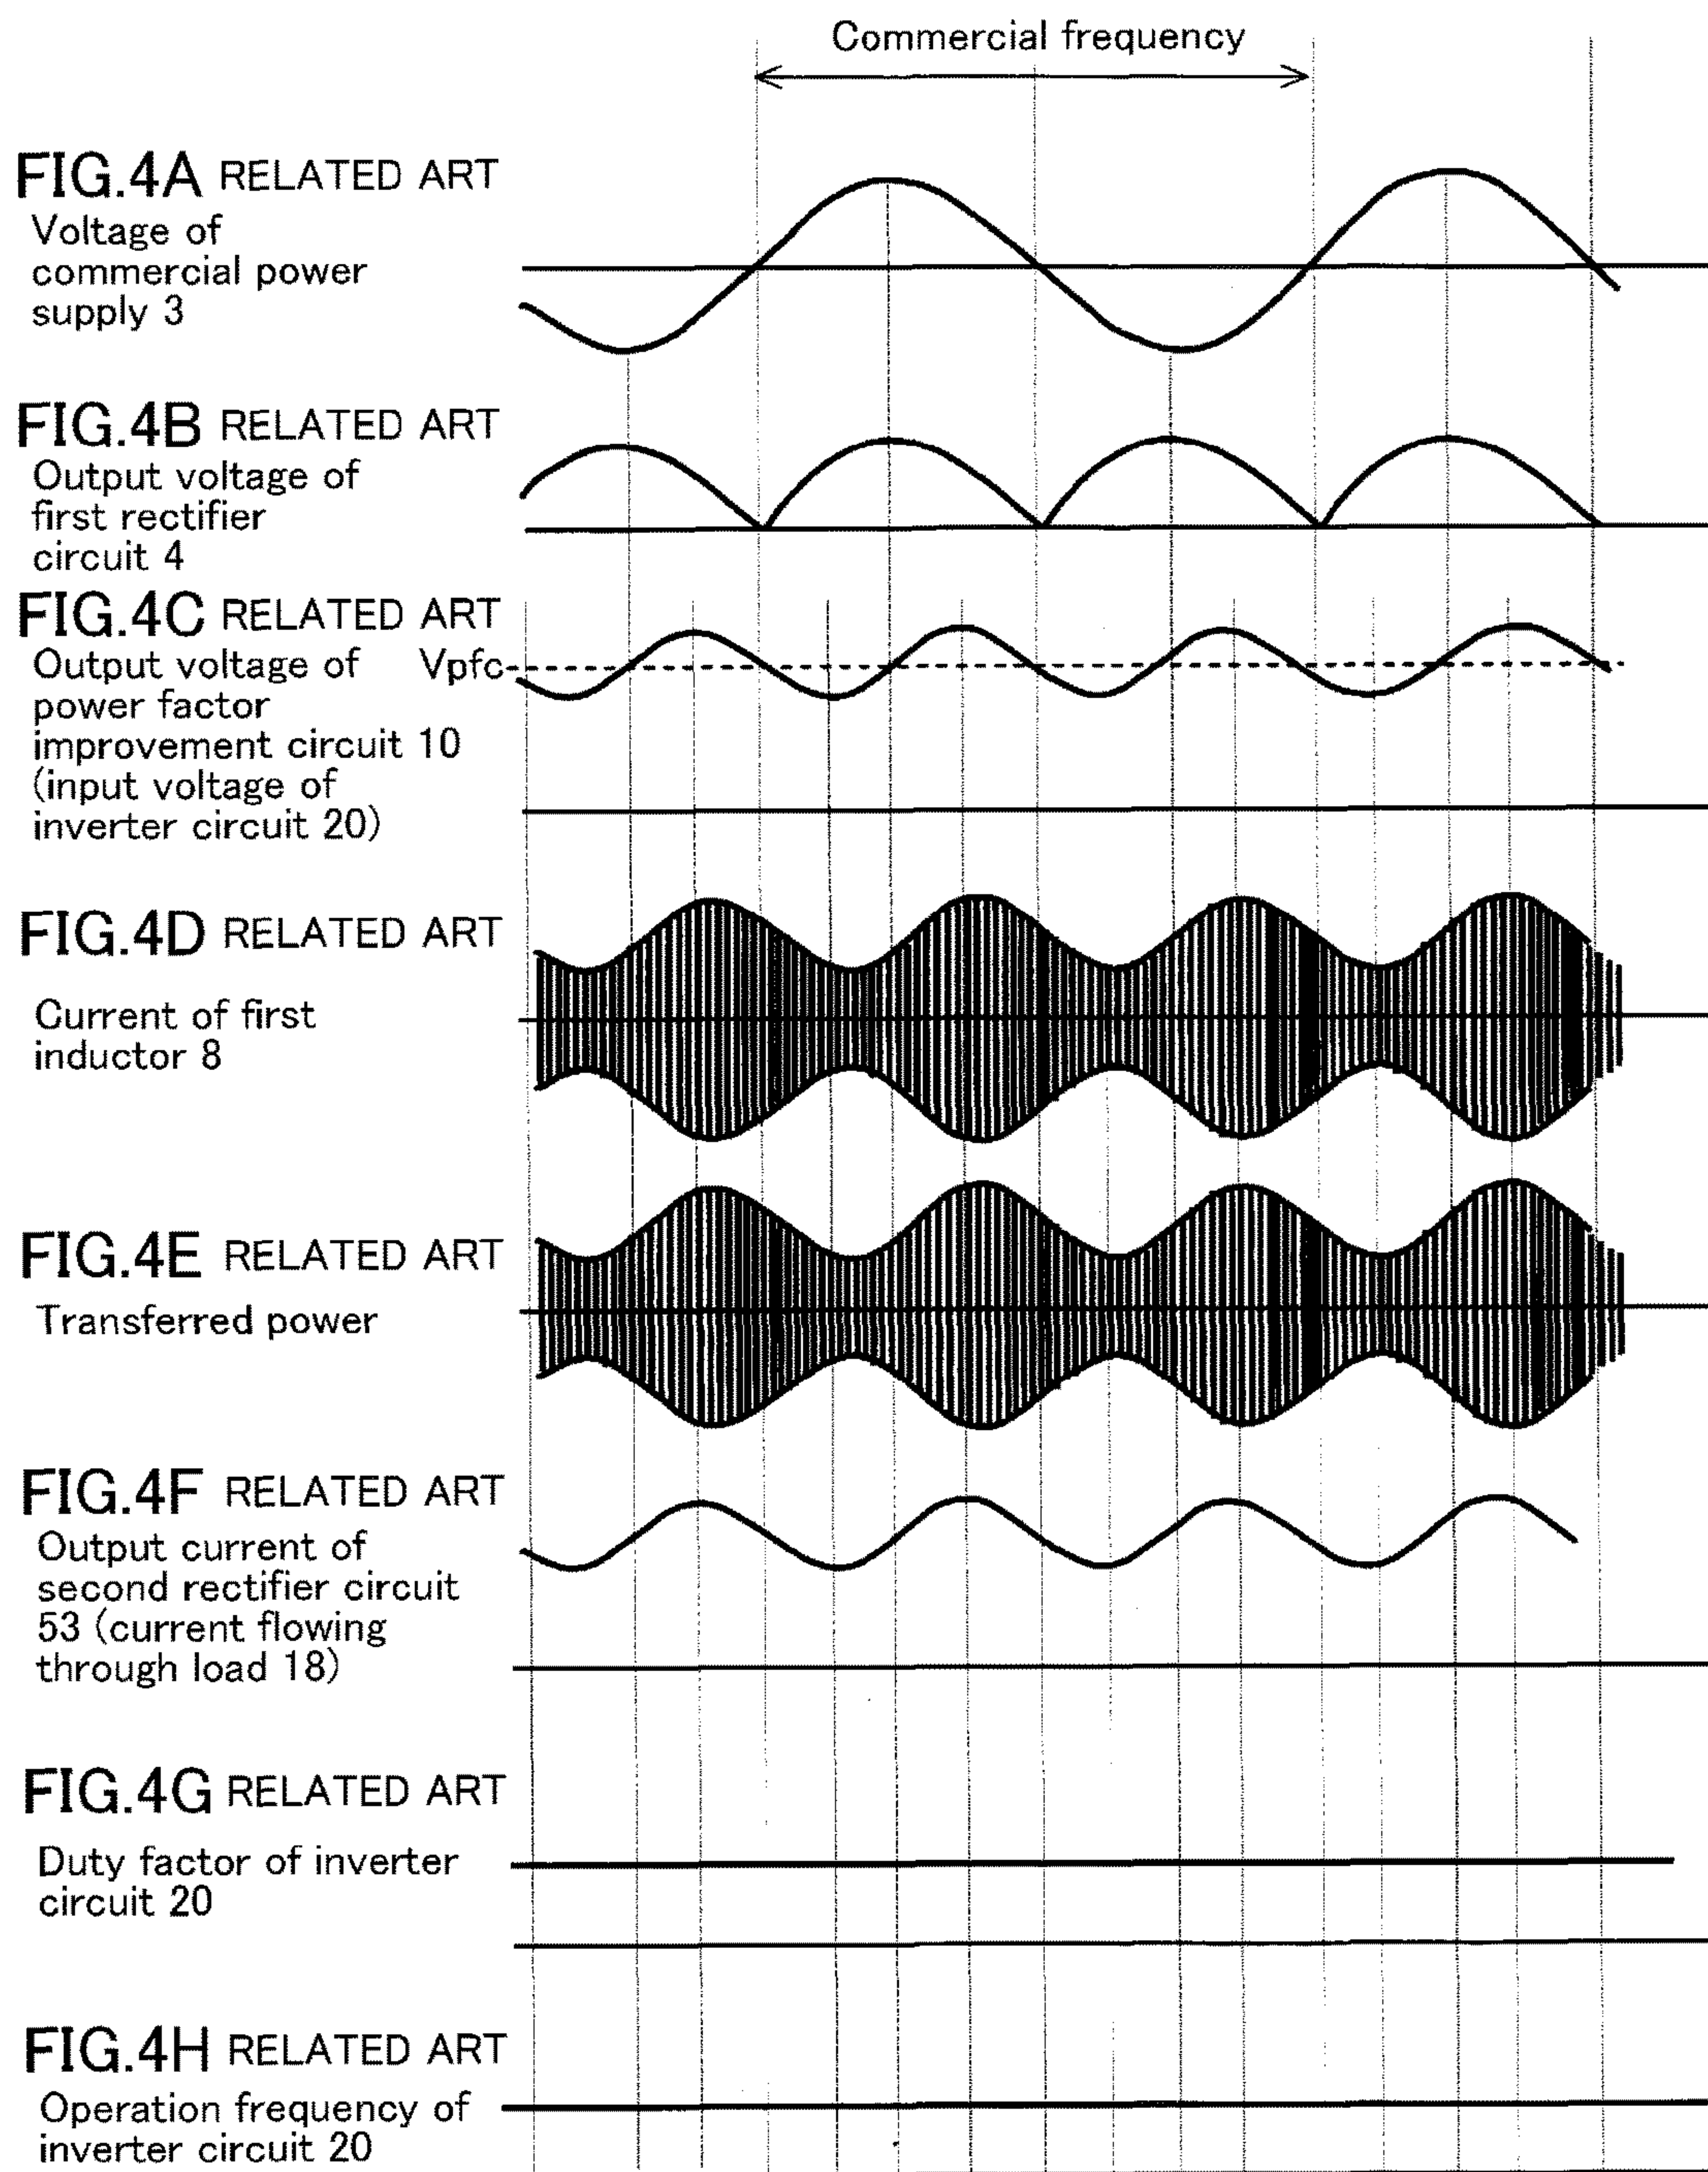 Commercial frequency
FIG.4A RELATED ART
Voltage of
commercial power
supply 3
FIG.4B RELATED ART
Output voltage of
first rectifier
circuit 4
FIG.4C RELATED ART
Output voltage of Vpfc
power factor
improvement circuit 10
(input voltage of
inverter circuit 20)
FIG.4D RELATED ART
Current of first
inductor 8
FIG.4E RELATED ART
Transferred power
FIG.4F RELATED ART
Output current of
second rectifier circuit
53 (current flowing
through load 18)
FIG.4G RELATED ART
Duty factor of inverter
circuit 20
FIG.4H RELATED ART
Operation frequency of
inverter circuit 20